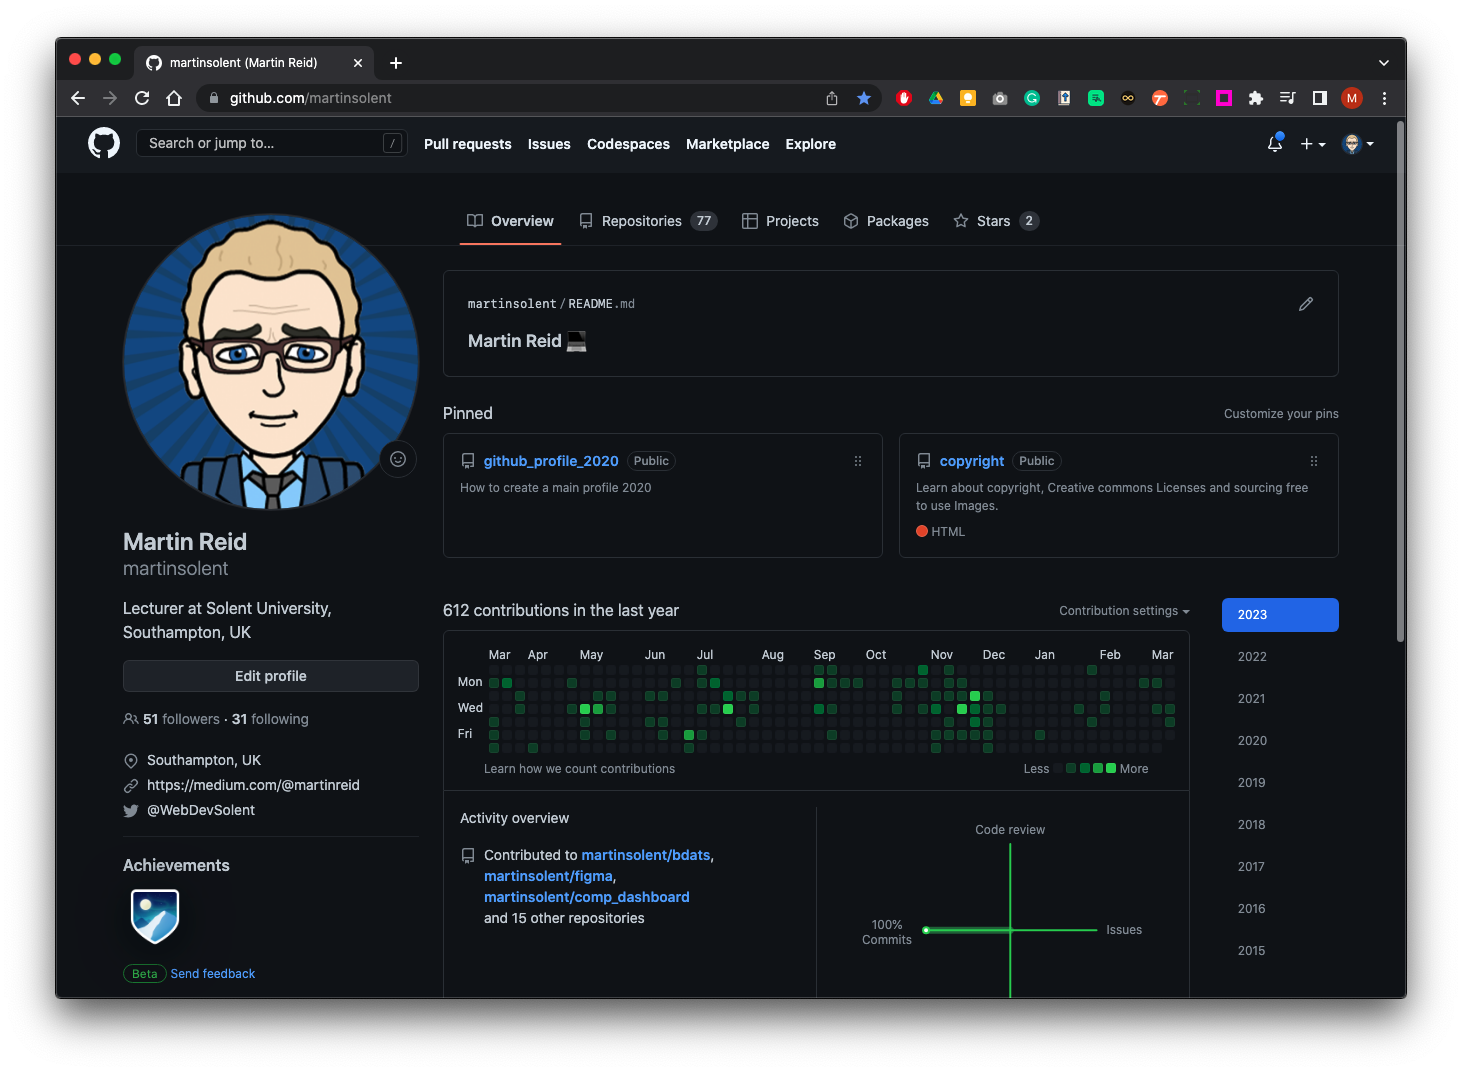 martinsolent (Martin Reid)
github.com/martinsolent
M
Search or jump to...
/
Pull requests
Issues
Codespaces
Marketplace
Explore
Overview
Repositories 77
Projects
Packages
Stars 2
martinsolent/README.md
Martin Reid
Pinned
Customize your pins
github_profile_2020 Public
How to create a main profile 2020
copyright Public
Learn about copyright, Creative commons Licenses and sourcing free
to use Images.
HTML
Martin Reid
martinsolent
Lecturer at Solent University,
Southampton, UK
Edit profile
51 followers · 31 following
Southampton, UK
https://medium.com/@martinreid
@WebDevSolent
Achievements
Beta Send feedback
612 contributions in the last year
Contribution settings
Mar Apr May Jun Jul Aug Sep Oct Nov Dec Jan Feb Mar
Mon
Wed
Fri
Learn how we count contributions
Less More
Activity overview
Contributed to martinsolent/bdats,
martinsolent/figma,
martinsolent/comp_dashboard
and 15 other repositories
Code review
100%
Commits
Issues
2023
2022
2021
2020
2019
2018
2017
2016
2015